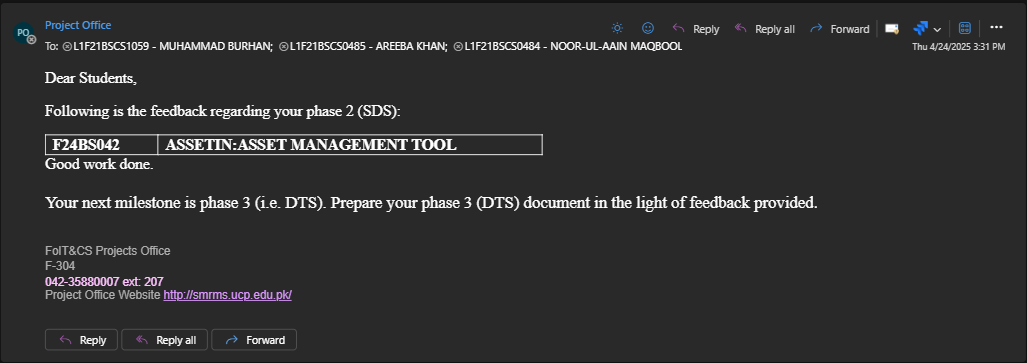 PO
Project Office
Reply
Reply all
Forward
To: L1F21BSCS1059 - MUHAMMAD BURHAN; L1F21BSCS0485 - AREEBA KHAN; L1F21BSCS0484 - NOOR-UL-AAIN MAQBOOL
Thu 4/24/2025 3:31 PM
Dear Students,
Following is the feedback regarding your phase 2 (SDS):
F24BS042 ASSETIN:ASSET MANAGEMENT TOOL
Good work done.
Your next milestone is phase 3 (i.e. DTS). Prepare your phase 3 (DTS) document in the light of feedback provided.
FoIT&CS Projects Office
F-304
042-35880007 ext: 207
Project Office Website http://smrms.ucp.edu.pk/
Reply
Reply all
Forward